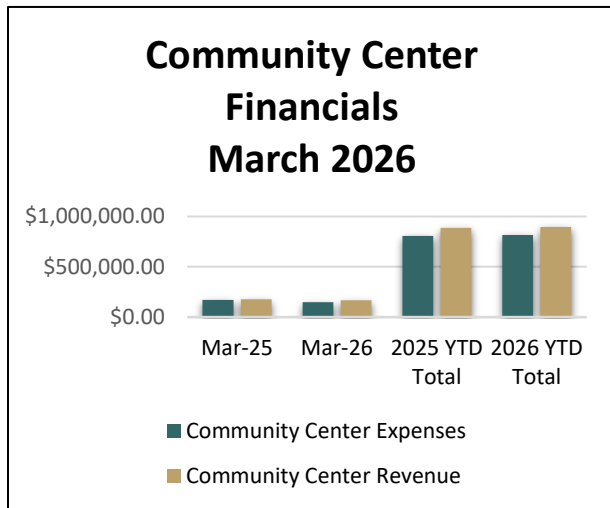 Community Center
Financials
March 2026
$1,000,000.00
$500,000.00
$0.00
Mar-25 Mar-26 2025 YTD 2026 YTD
Total Total
Community Center Expenses
Community Center Revenue